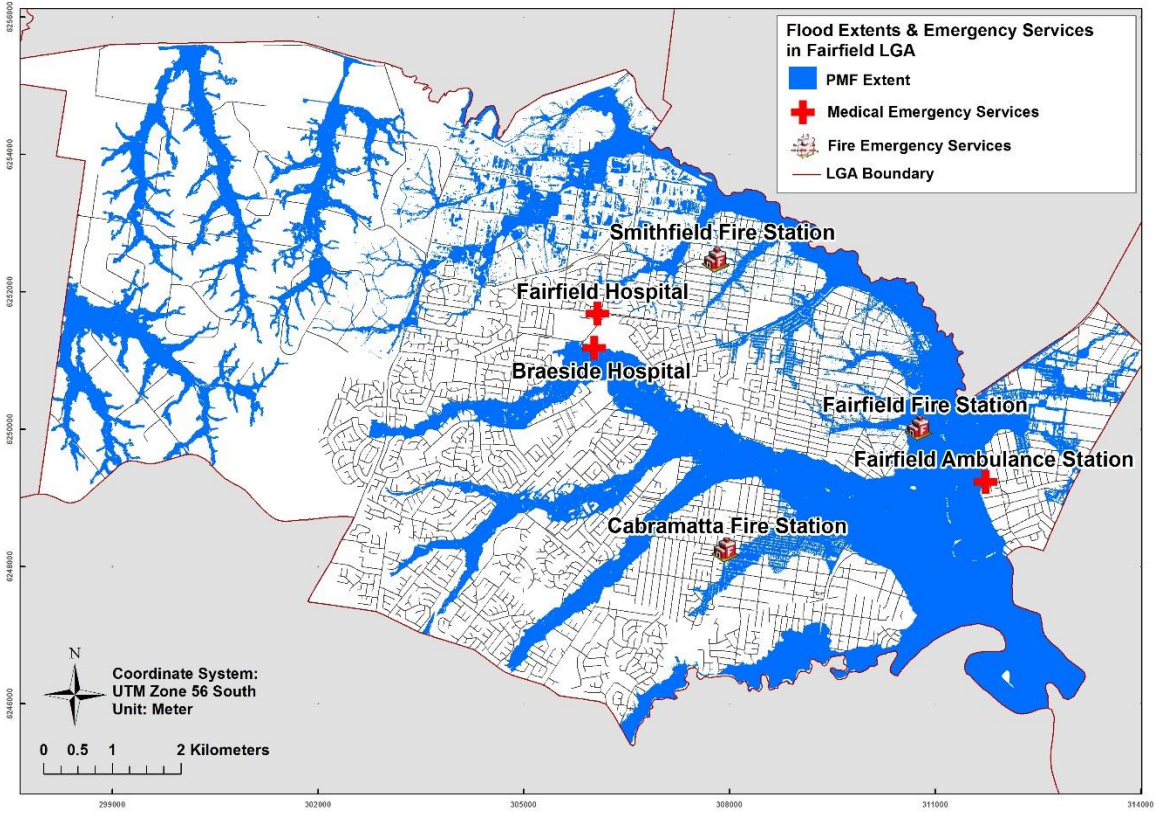 Flood Extents & Emergency Services
in Fairfield LGA
PMF Extent
Medical Emergency Services
Fire Emergency Services
LGA Boundary
Smithfield Fire Station
Fairfield Hospital
Braeside Hospital
Fairfield Fire Station
Fairfield Ambulance Station
Cabramatta Fire Station
N
Coordinate System:
UTM Zone 56 South
Unit: Meter
0 0.5 1 2 Kilometers
6256000
6254000
6252000
6250000
6248000
6246000
299000 302000 305000 308000 311000 314000